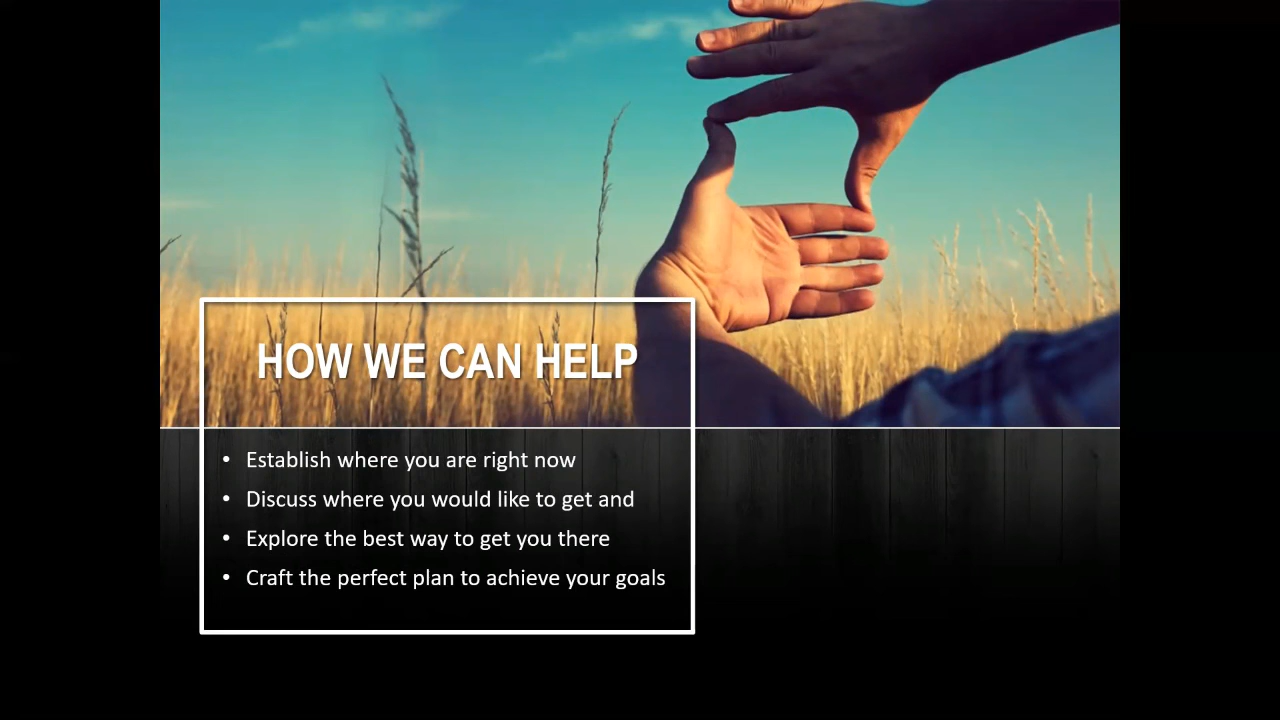 HOW WE CAN HELP
• Establish where you are right now
• Discuss where you would like to get and
• Explore the best way to get you there
• Craft the perfect plan to achieve your goals